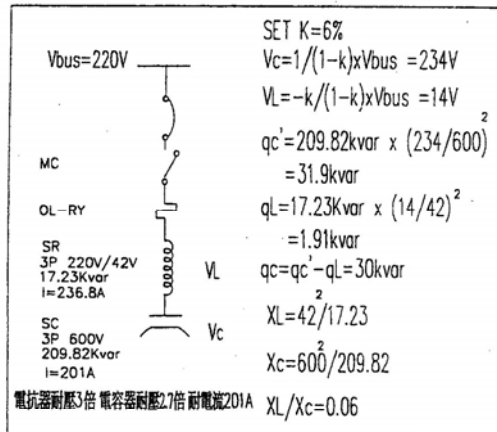 SET K=6%
Vbus=220V
Vc=1/(1-k)xVbus =234V
VL=-k/(1-k)xVbus =14V
qc'=209.82kvar x (234/600)²
=31.9kvar
MC
OL-RY
qL=17.23Kvar x (14/42)²
=1.91kvar
SR
3P 220V/42V
17.23Kvar
I=236.8A
VL
qc=qc'-qL=30kvar
XL=42²/17.23
SC
3P 600V
209.82Kvar
I=201A
Vc
Xc=600²/209.82
電抗器耐壓3倍 電容器耐壓2.7倍 耐電流201A
XL/Xc=0.06